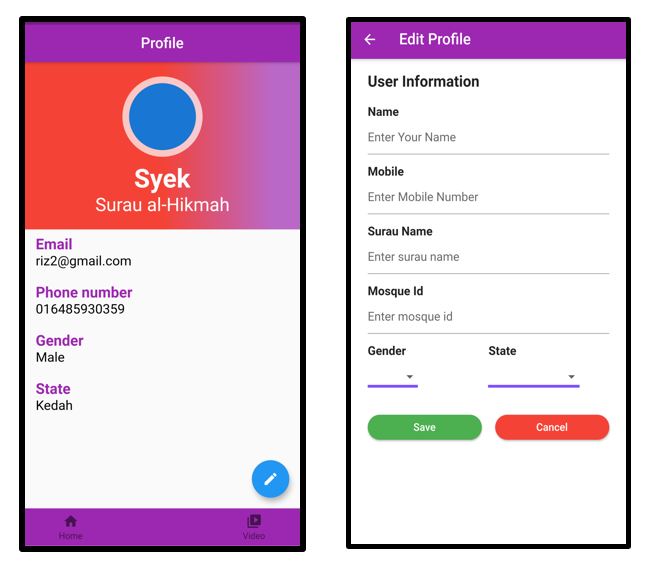 Profile
Syek
Surau al-Hikmah
Email
riz2@gmail.com
Phone number
016485930359
Gender
Male
State
Kedah
Home
Video
Edit Profile
User Information
Name
Enter Your Name
Mobile
Enter Mobile Number
Surau Name
Enter surau name
Mosque Id
Enter mosque id
Gender State
Save Cancel